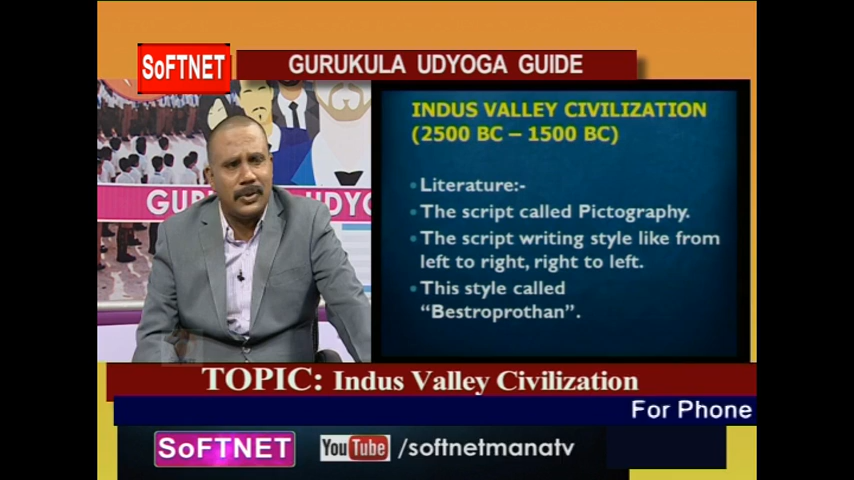 SoFTNET
GURUKULA UDYOGA GUIDE
INDUS VALLEY CIVILIZATION
(2500 BC – 1500 BC)
• Literature:-
• The script called Pictography.
• The script writing style like from
left to right, right to left.
• This style called
“Bestroprothan”.
GUR UDYO
TOPIC: Indus Valley Civilization
For Phone
SoFTNET YouTube /softnetmanatv